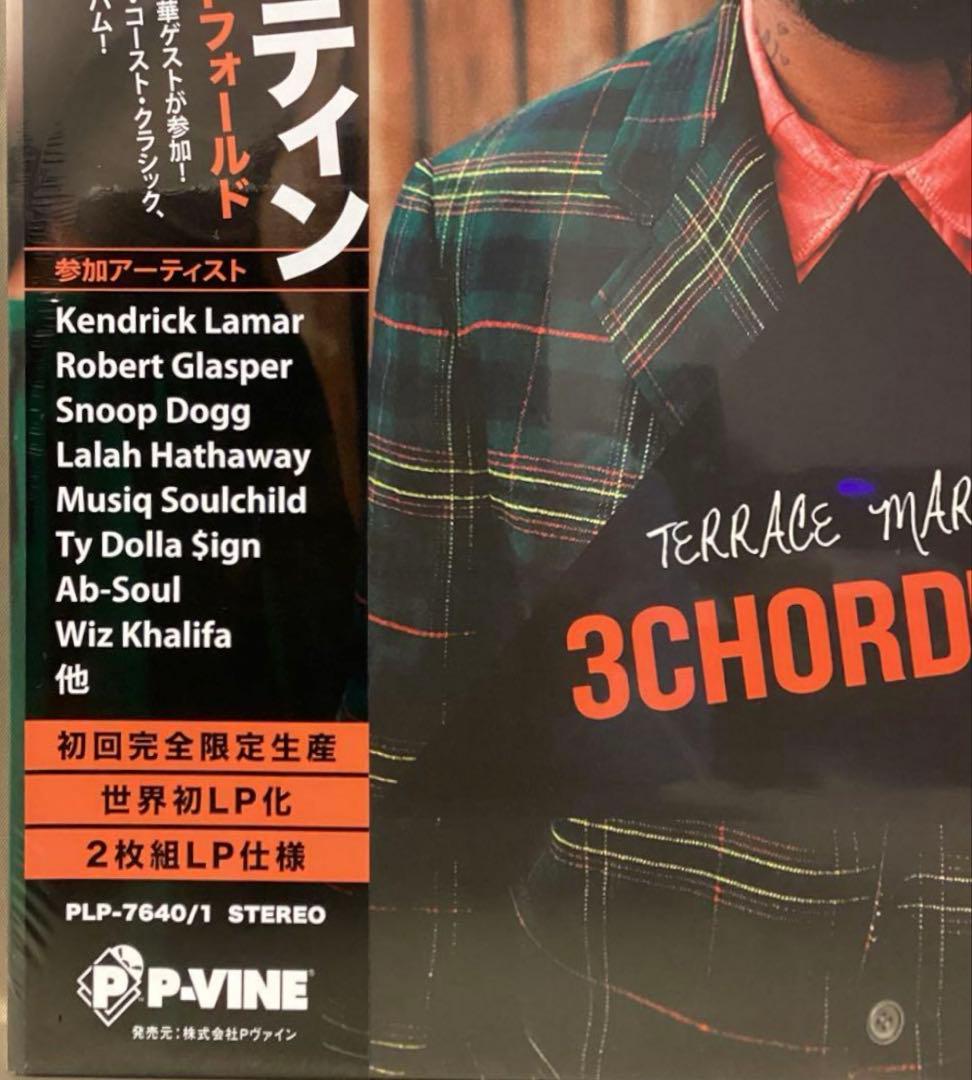 ティン
フォールド
華ゲストが参加！
・コースト・クラシック、
バム！
参加アーティスト
Kendrick Lamar
Robert Glasper
Snoop Dogg
Lalah Hathaway
Musiq Soulchild
Ty Dolla $ign
Ab-Soul
Wiz Khalifa
他
初回完全限定生産
世界初LP化
2枚組LP仕様
PLP-7640/1 STEREO
P P-VINE
発売元：株式会社Pヴァイン
TERRACE MAR
3CHORD